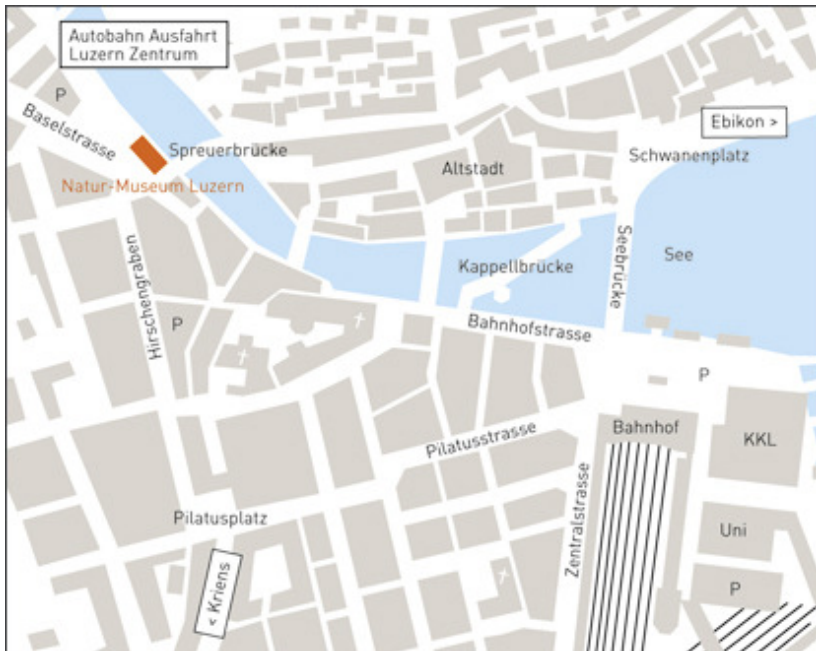 Autobahn Ausfahrt
Luzern Zentrum
P
Baselstrasse
Spreuerbrücke
Natur-Museum Luzern
Ebikon >
Schwanenplatz
Altstadt
Kappellbrücke
Seebrücke
See
Hirschengraben
P
Bahnhofstrasse
P
Pilatusstrasse
Bahnhof
KKL
Zentralstrasse
Pilatusplatz
Uni
< Kriens
P